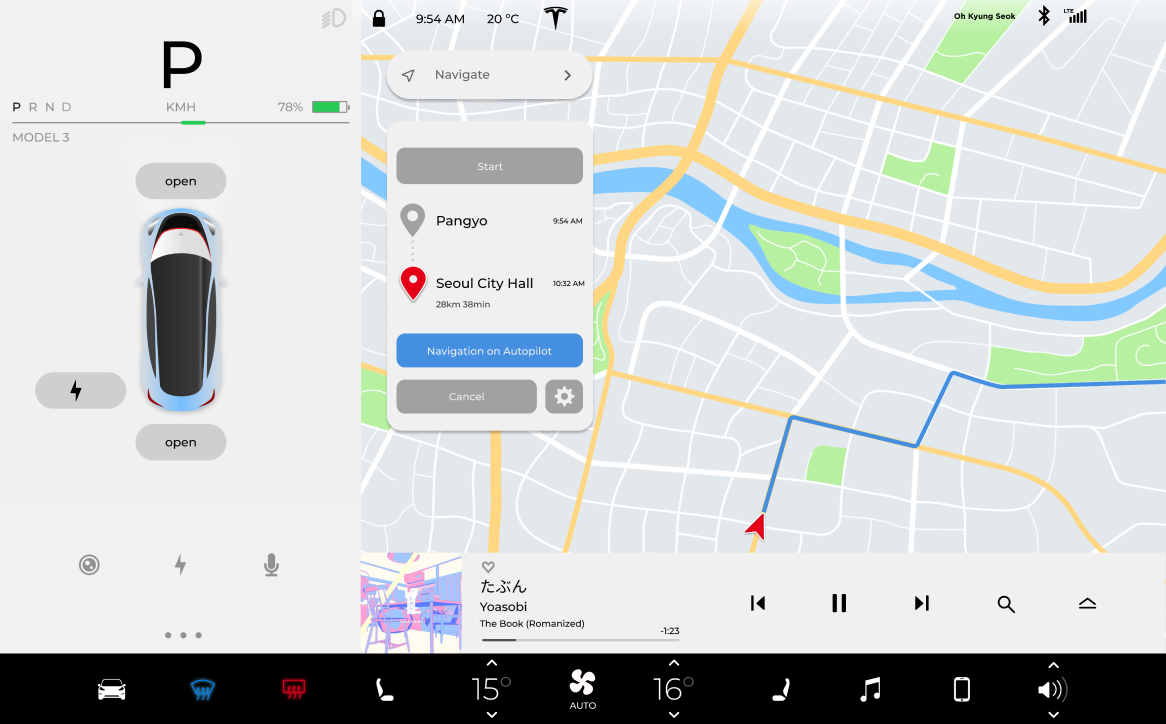 P
P R N D
KMH
78%
MODEL 3
open
open
9:54 AM
20 ºC
Oh Kyung Seok
LTE
Navigate
Start
Pangyo
9:54 AM
Seoul City Hall
10:32 AM
28km 38min
Navigation on Autopilot
Cancel
たぶん
Yoasobi
The Book (Romanized)
-1:23
15°
AUTO
16°